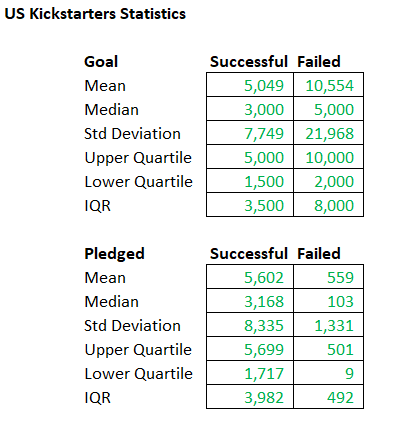 US Kickstarters Statistics
Goal Successful Failed
Mean 5,049 10,554
Median 3,000 5,000
Std Deviation 7,749 21,968
Upper Quartile 5,000 10,000
Lower Quartile 1,500 2,000
IQR 3,500 8,000
Pledged Successful Failed
Mean 5,602 559
Median 3,168 103
Std Deviation 8,335 1,331
Upper Quartile 5,699 501
Lower Quartile 1,717 9
IQR 3,982 492